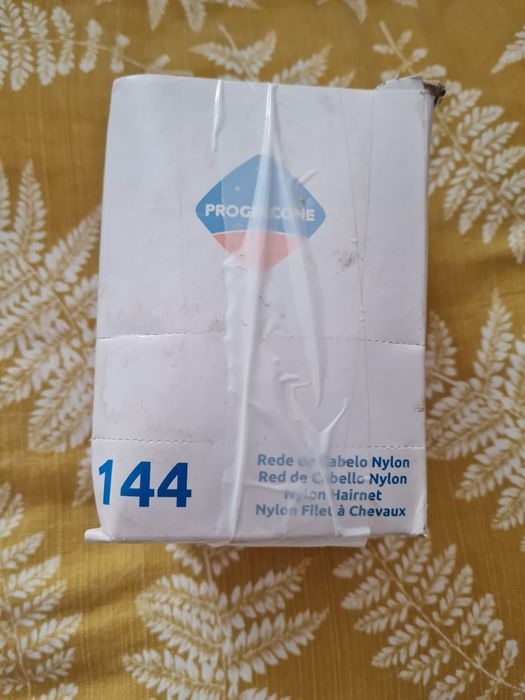 144
Rede de Cabelo Nylon
Red de Cabello Nylon
Nylon Hairnet
Nylon Filet à Chevaux